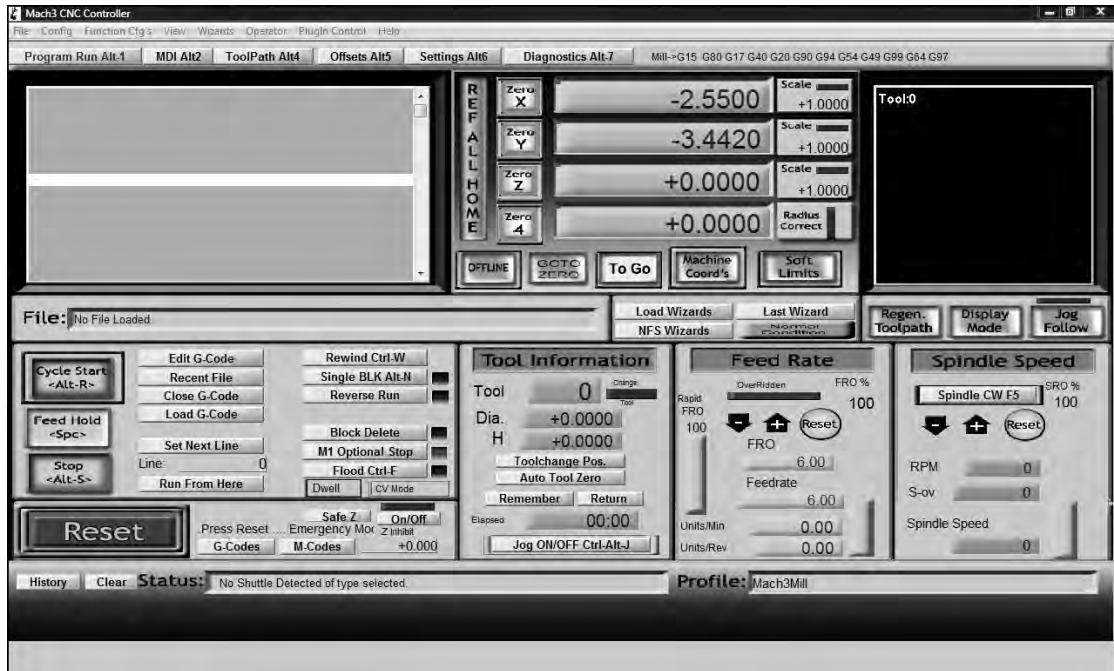 Mach3 CNC Controller
File Config Function Cfg's View Wizards Operator PlugIn Control Help
Program Run Alt-1 MDI Alt2 ToolPath Alt4 Offsets Alt5 Settings Alt6 Diagnostics Alt-7 Mill->G15 G80 G17 G40 G20 G90 G94 G54 G49 G99 G64 G97
REF ALL HOME
Zero X -2.5500 Scale +1.0000
Zero Y -3.4420 Scale +1.0000
Zero Z +0.0000 Scale +1.0000
Zero 4 +0.0000 Radius Correct
OFFLINE GOTO ZERO To Go Machine Coord's Soft Limits
Tool:0
File: No File Loaded.
Load Wizards Last Wizard
NFS Wizards Normal Condition
Regen. Toolpath Display Mode Jog Follow
Cycle Start <Alt-R>
Feed Hold <Spc>
Stop <Alt-S>
Edit G-Code
Recent File
Close G-Code
Load G-Code
Set Next Line
Line: 0
Run From Here
Rewind Ctrl-W
Single BLK Alt-N
Reverse Run
Block Delete
M1 Optional Stop
Flood Ctrl-F
Dwell CV Mode
Reset
Press Reset .... Emergency Moc
G-Codes M-Codes
Safe Z On/Off
Z Inhibit
+0.000
Tool Information
Tool 0 Change Tool
Dia. +0.0000
H +0.0000
Toolchange Pos.
Auto Tool Zero
Remember Return
Elapsed 00:00
Jog ON/OFF Ctrl-Alt-J
Feed Rate
OverRidden FRO %
100
Rapid FRO
100
Reset
FRO
6.00
Feedrate
6.00
Units/Min 0.00
Units/Rev 0.00
Spindle Speed
Spindle CW F5 SRO %
100
Reset
RPM 0
S-ov 0
Spindle Speed
0
History Clear Status: No Shuttle Detected of type selected. Profile: Mach3Mill